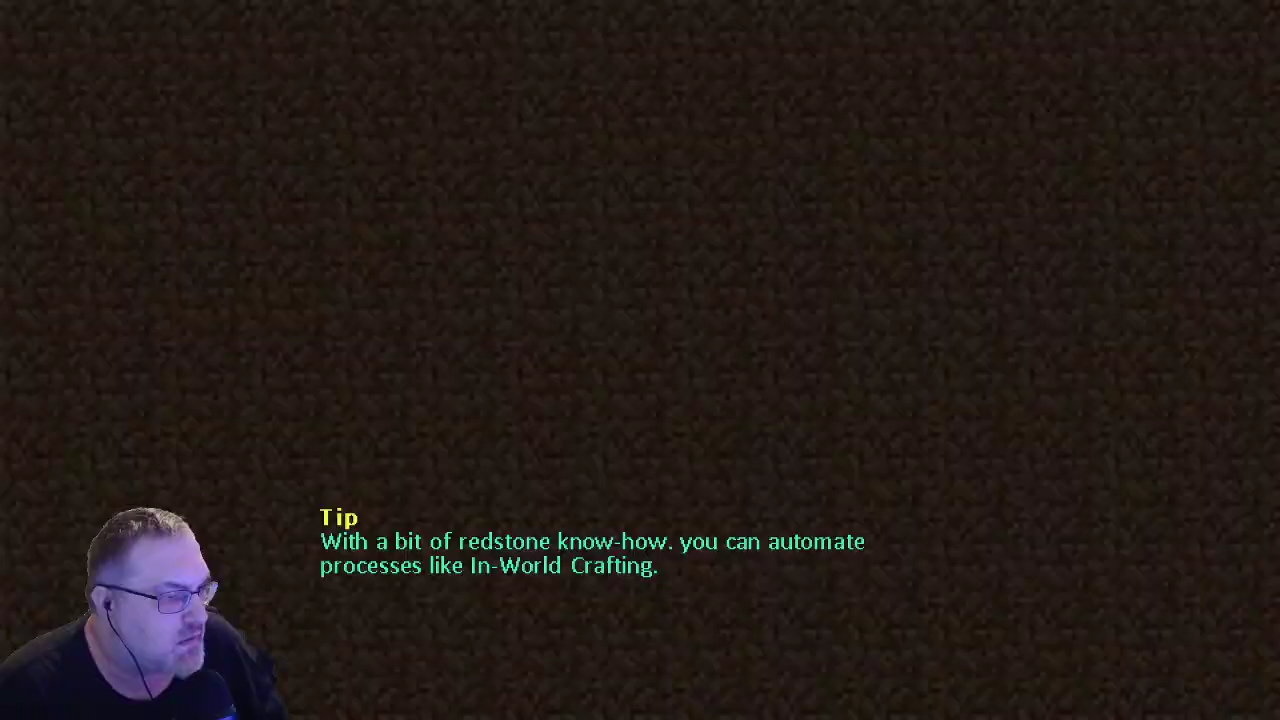 Tip
With a bit of redstone know-how. you can automate
processes like In-World Crafting.